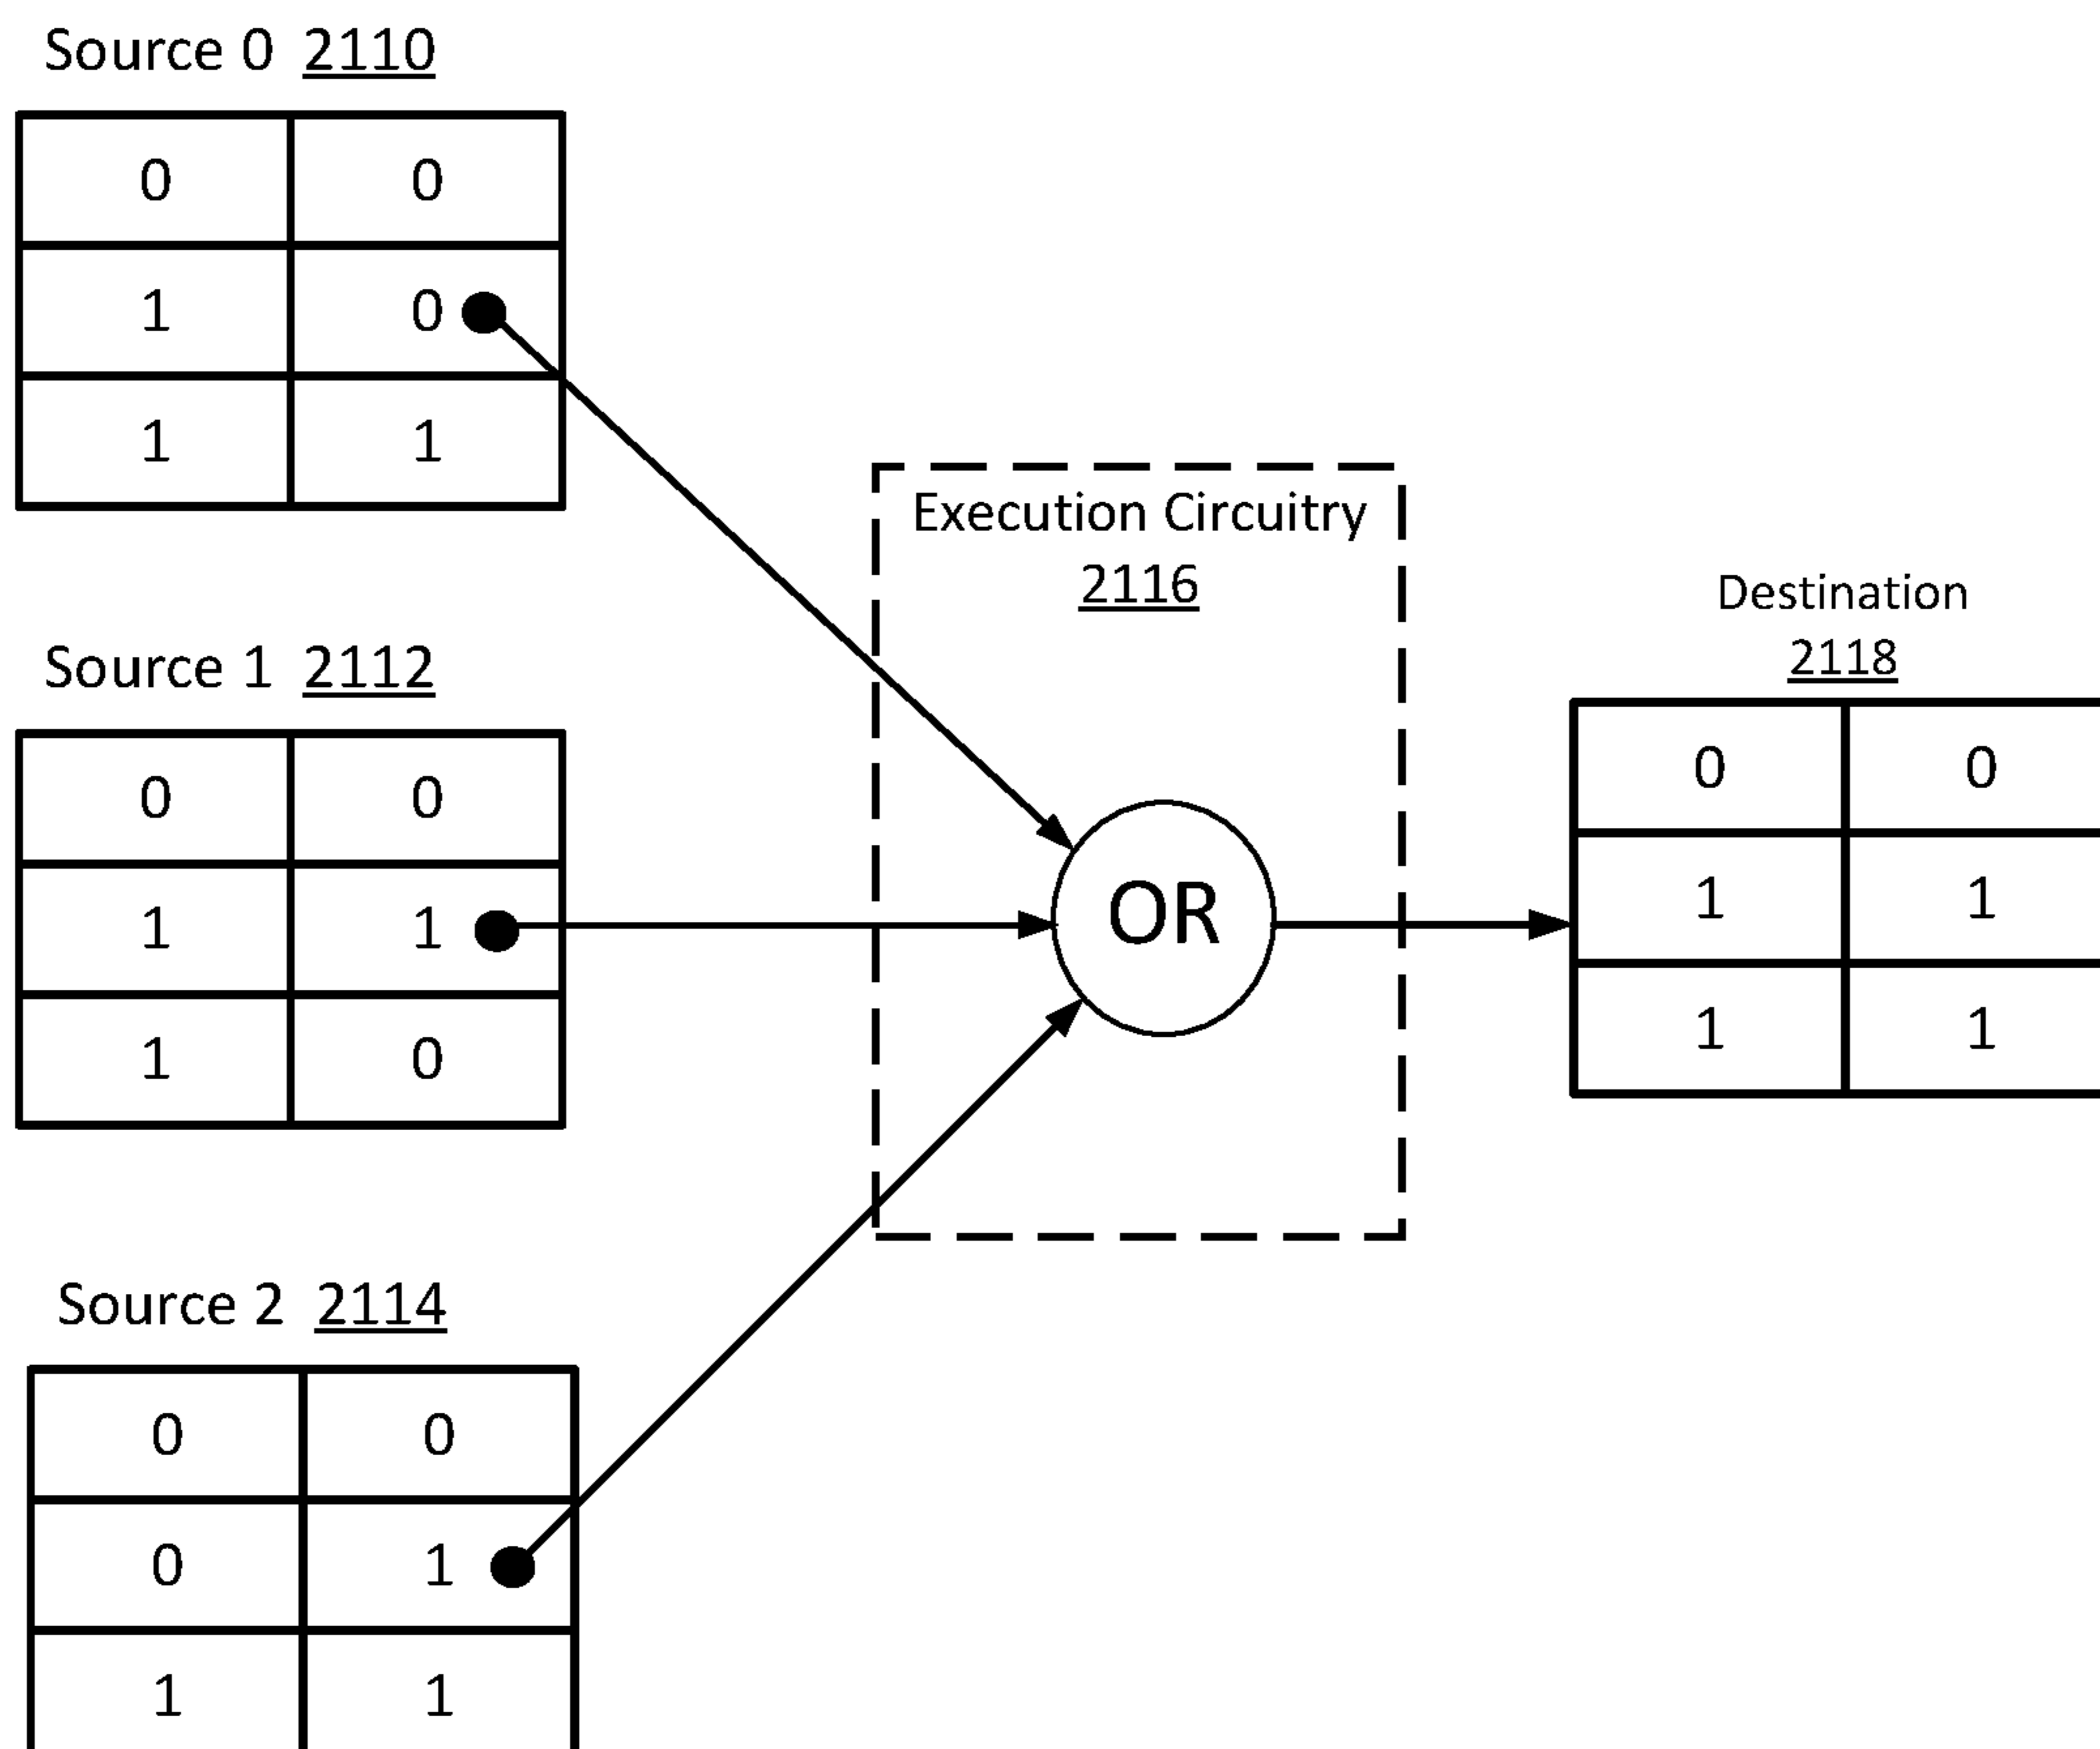 Source 0 2110
0 0
1 0
1 1
Source 1 2112
0 0
1 1
1 0
Source 2 2114
0 0
0 1
1 1
Execution Circuitry
2116
OR
Destination
2118
0 0
1 1
1 1